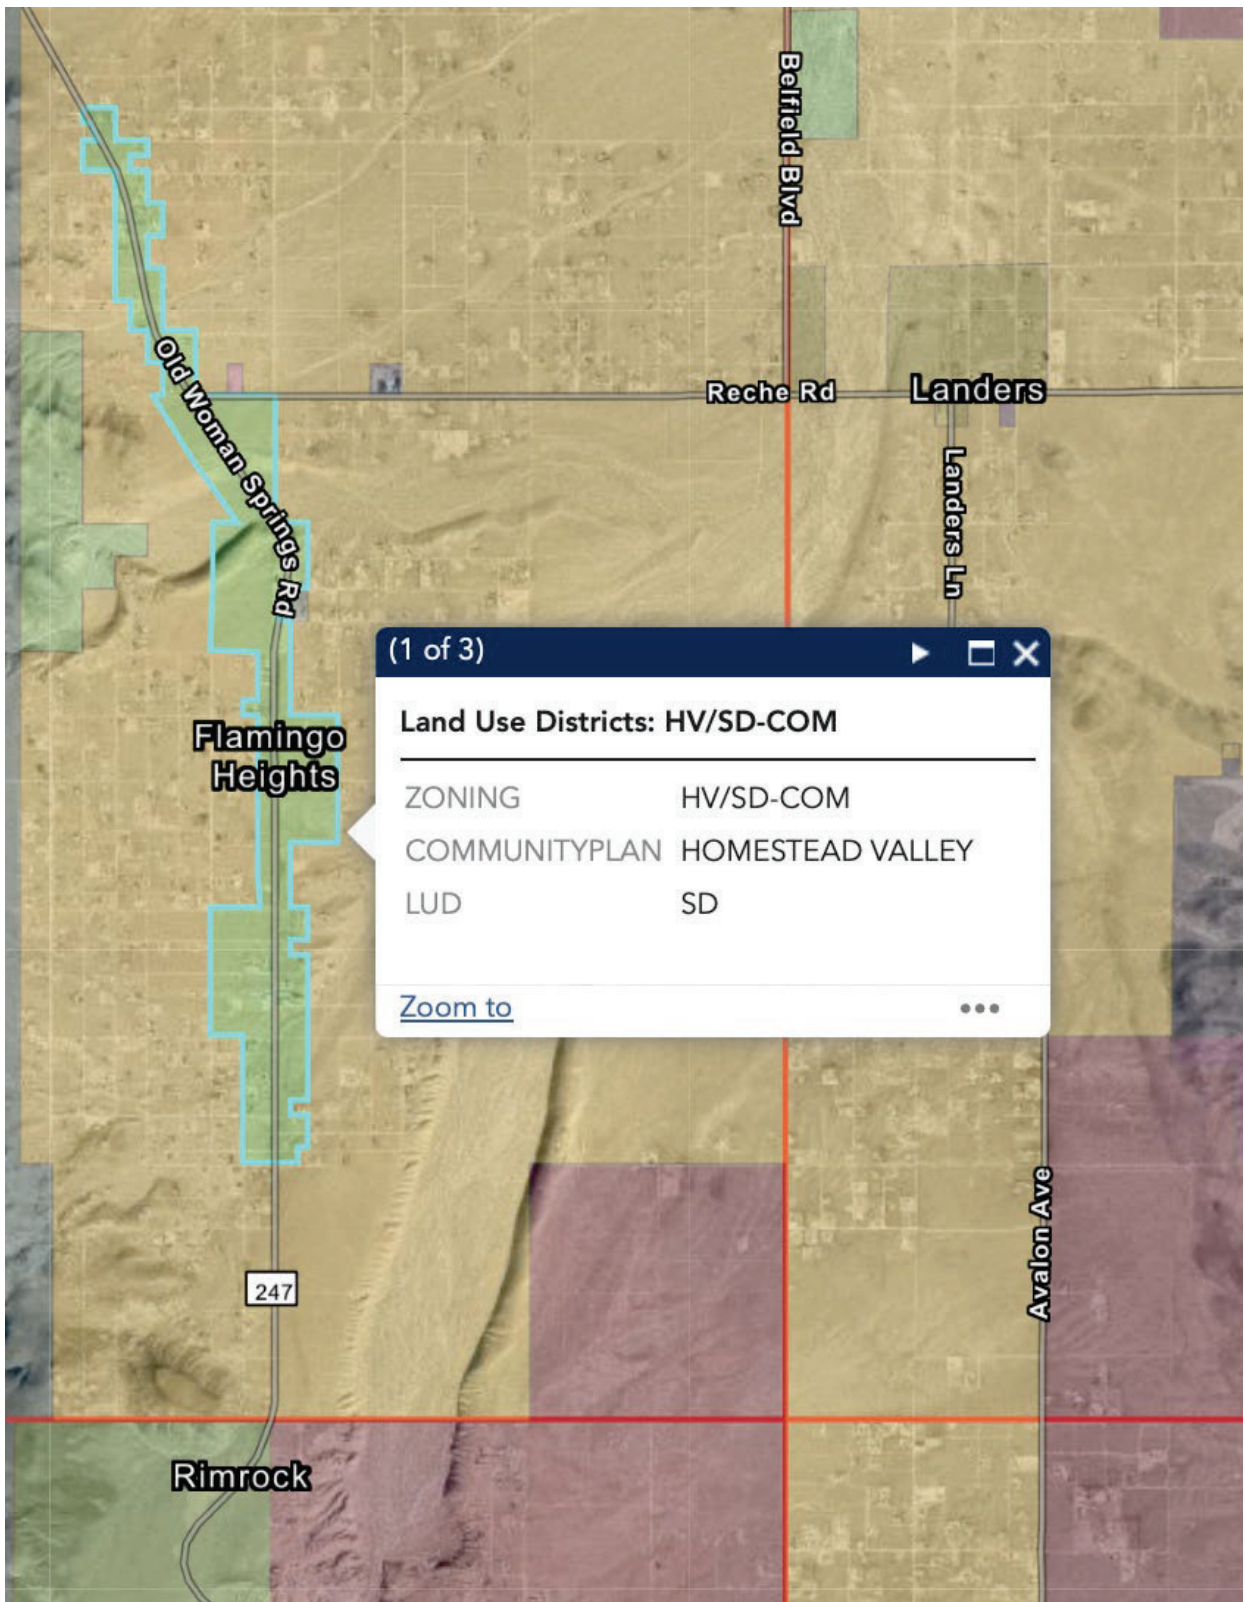 Belfield Blvd
Old Woman Springs Rd
Reche Rd
Landers
Landers Ln
(1 of 3)
Land Use Districts: HV/SD-COM
ZONING HV/SD-COM
COMMUNITYPLAN HOMESTEAD VALLEY
LUD SD
Zoom to
Flamingo
Heights
Avalon Ave
247
Rimrock